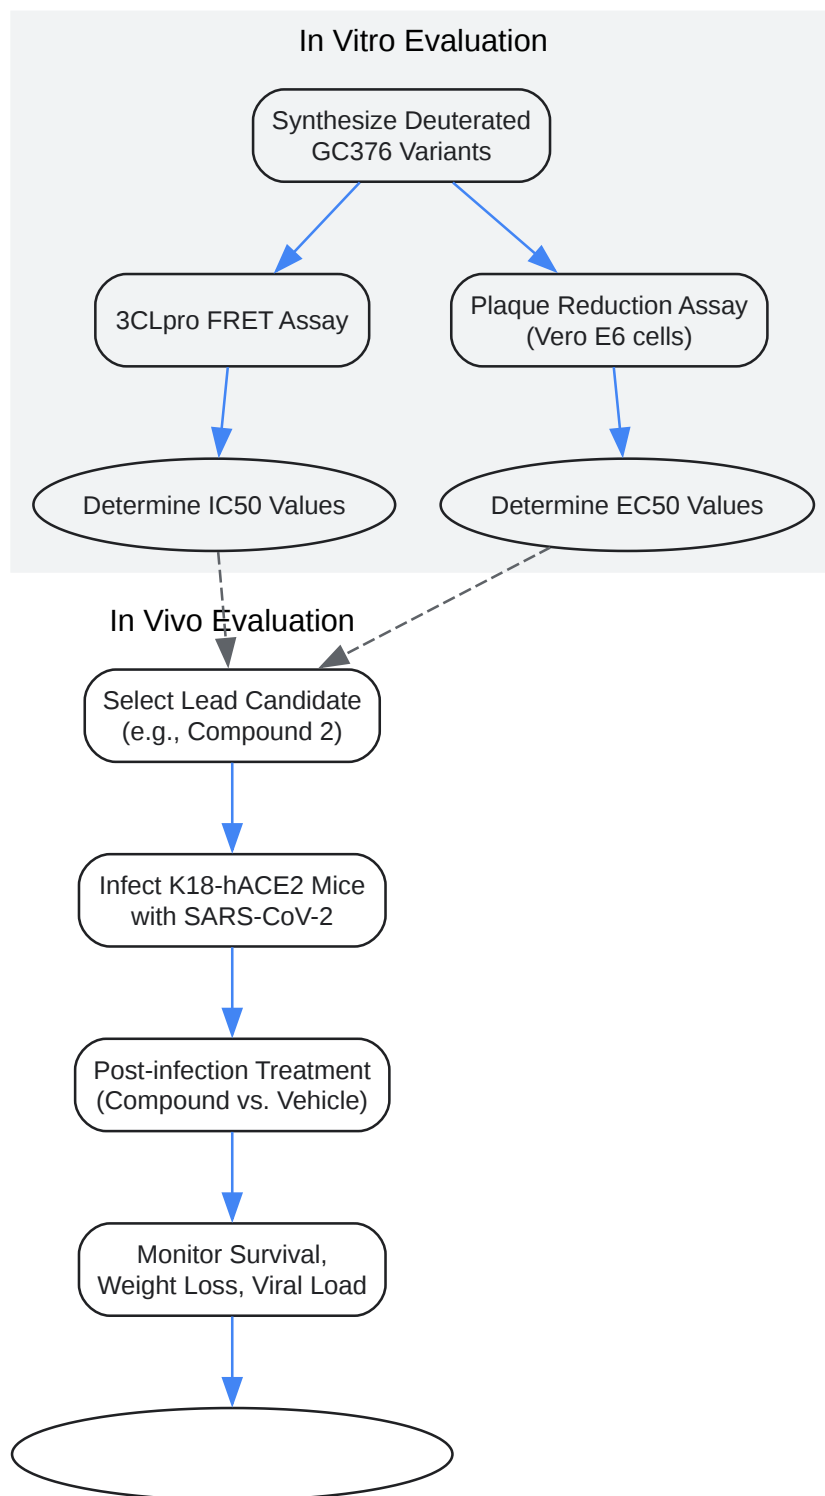 In Vitro Evaluation
Synthesize Deuterated
GC376 Variants
3CLpro FRET Assay
Plaque Reduction Assay
(Vero E6 cells)
Determine IC50 Values
Determine EC50 Values
In Vivo Evaluation
Select Lead Candidate
(e.g., Compound 2)
Infect K18-hACE2 Mice
with SARS-CoV-2
Post-infection Treatment
(Compound vs. Vehicle)
Monitor Survival,
Weight Loss, Viral Load